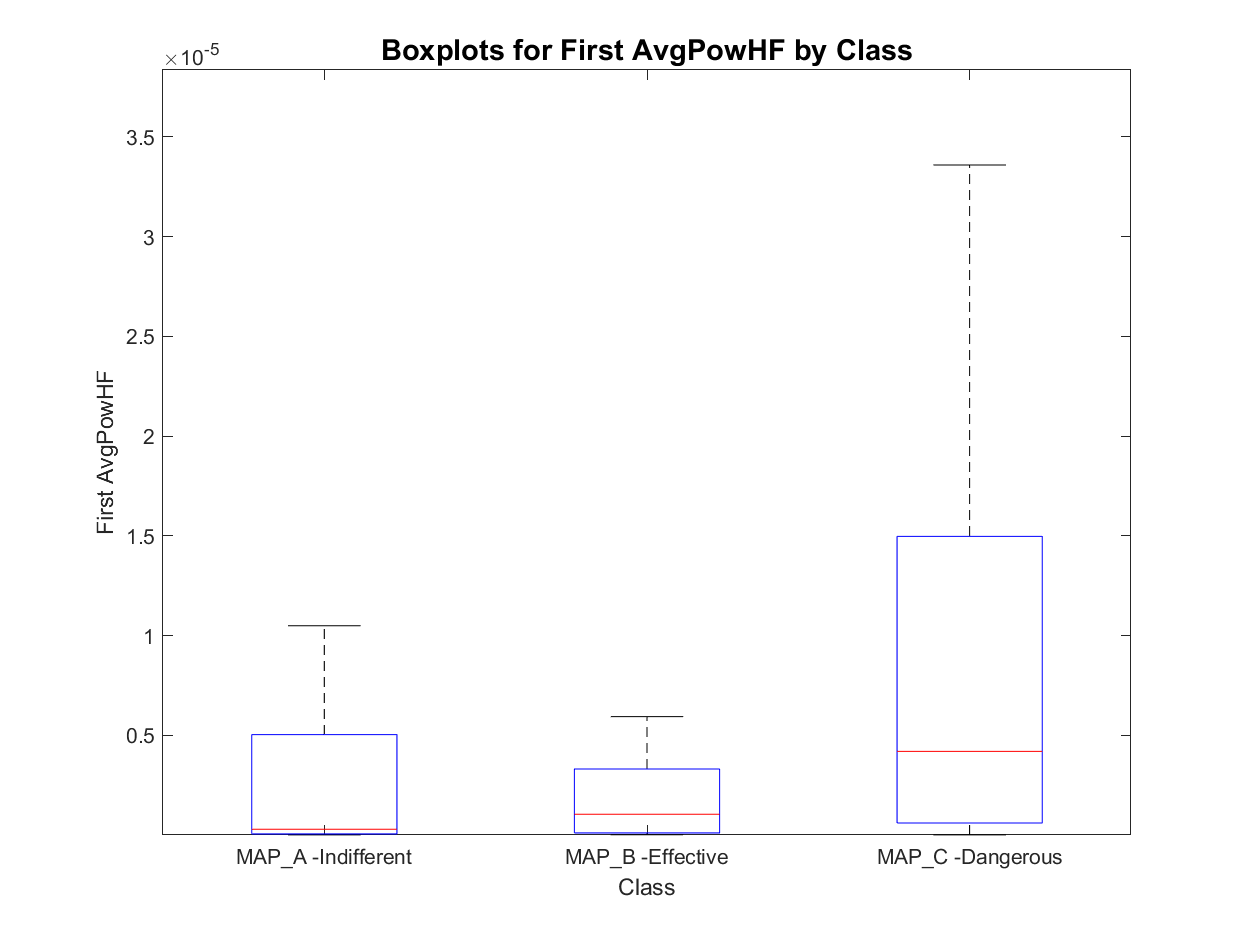 Boxplots for First AvgPowHF by Class
×10-5
3.5
3
2.5
2
1.5
1
0.5
First AvgPowHF
MAP_A -Indifferent
MAP_B -Effective
MAP_C -Dangerous
Class